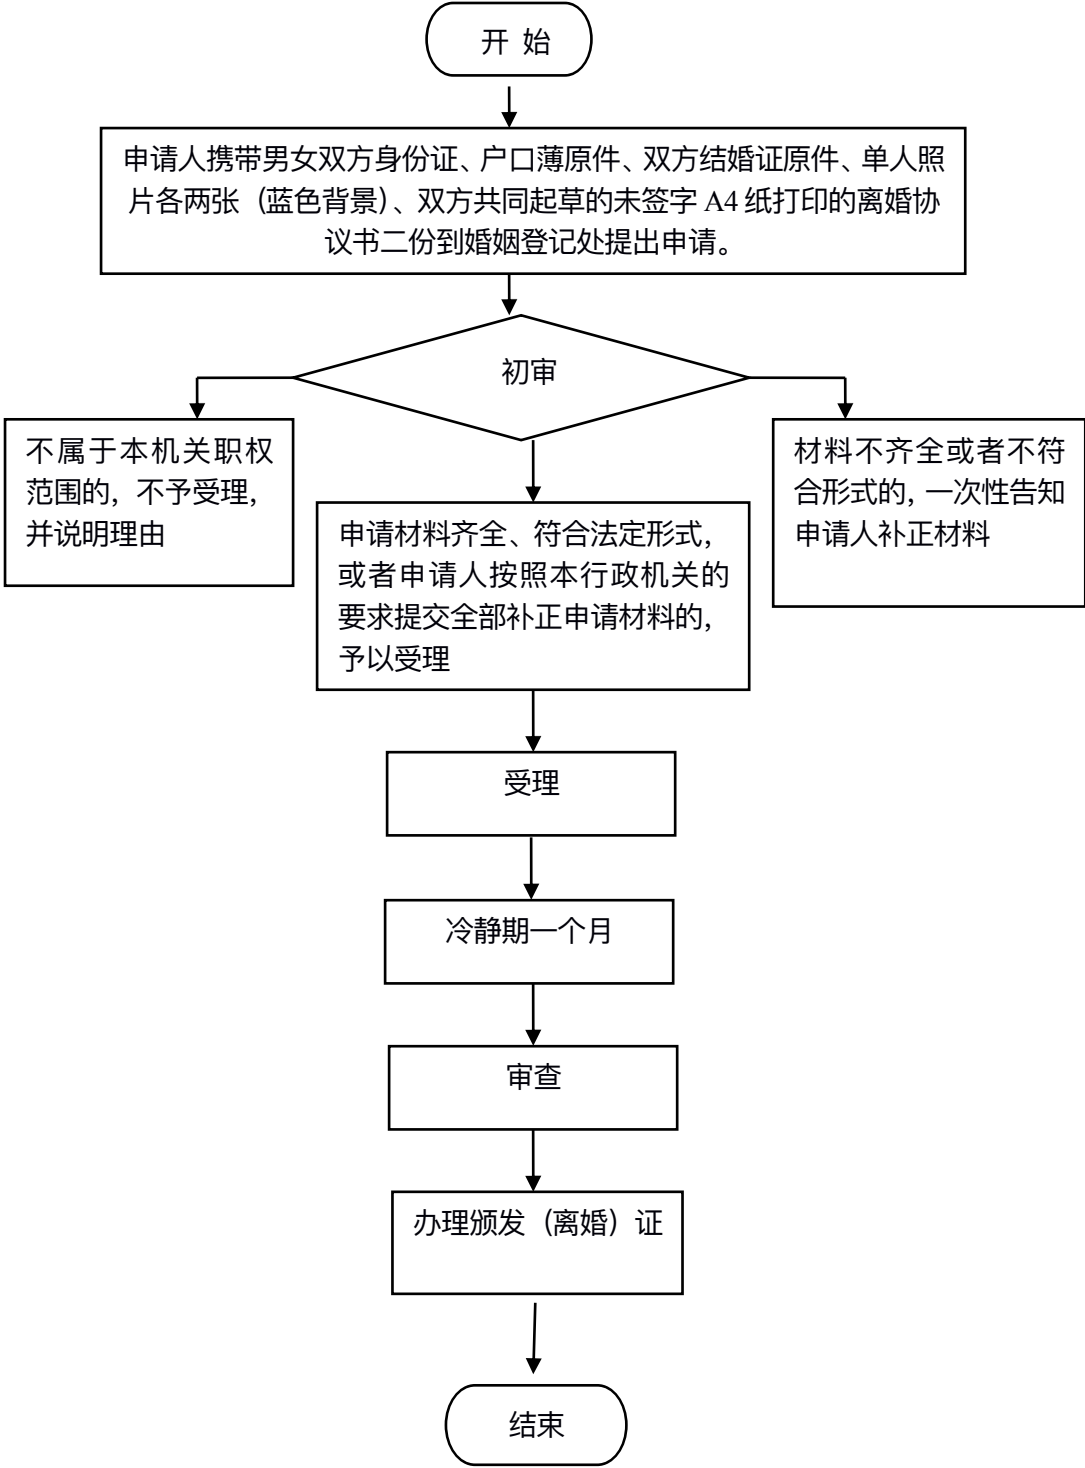 开 始
申请人携带男女双方身份证、户口薄原件、双方结婚证原件、单人照
片各两张（蓝色背景）、双方共同起草的未签字 A4 纸打印的离婚协
议书二份到婚姻登记处提出申请。
初审
不属于本机关职权
范围的，不予受理，
并说明理由
材料不齐全或者不符
合形式的，一次性告知
申请人补正材料
申请材料齐全、符合法定形式，
或者申请人按照本行政机关的
要求提交全部补正申请材料的，
予以受理
受理
冷静期一个月
审查
办理颁发（离婚）证
结束